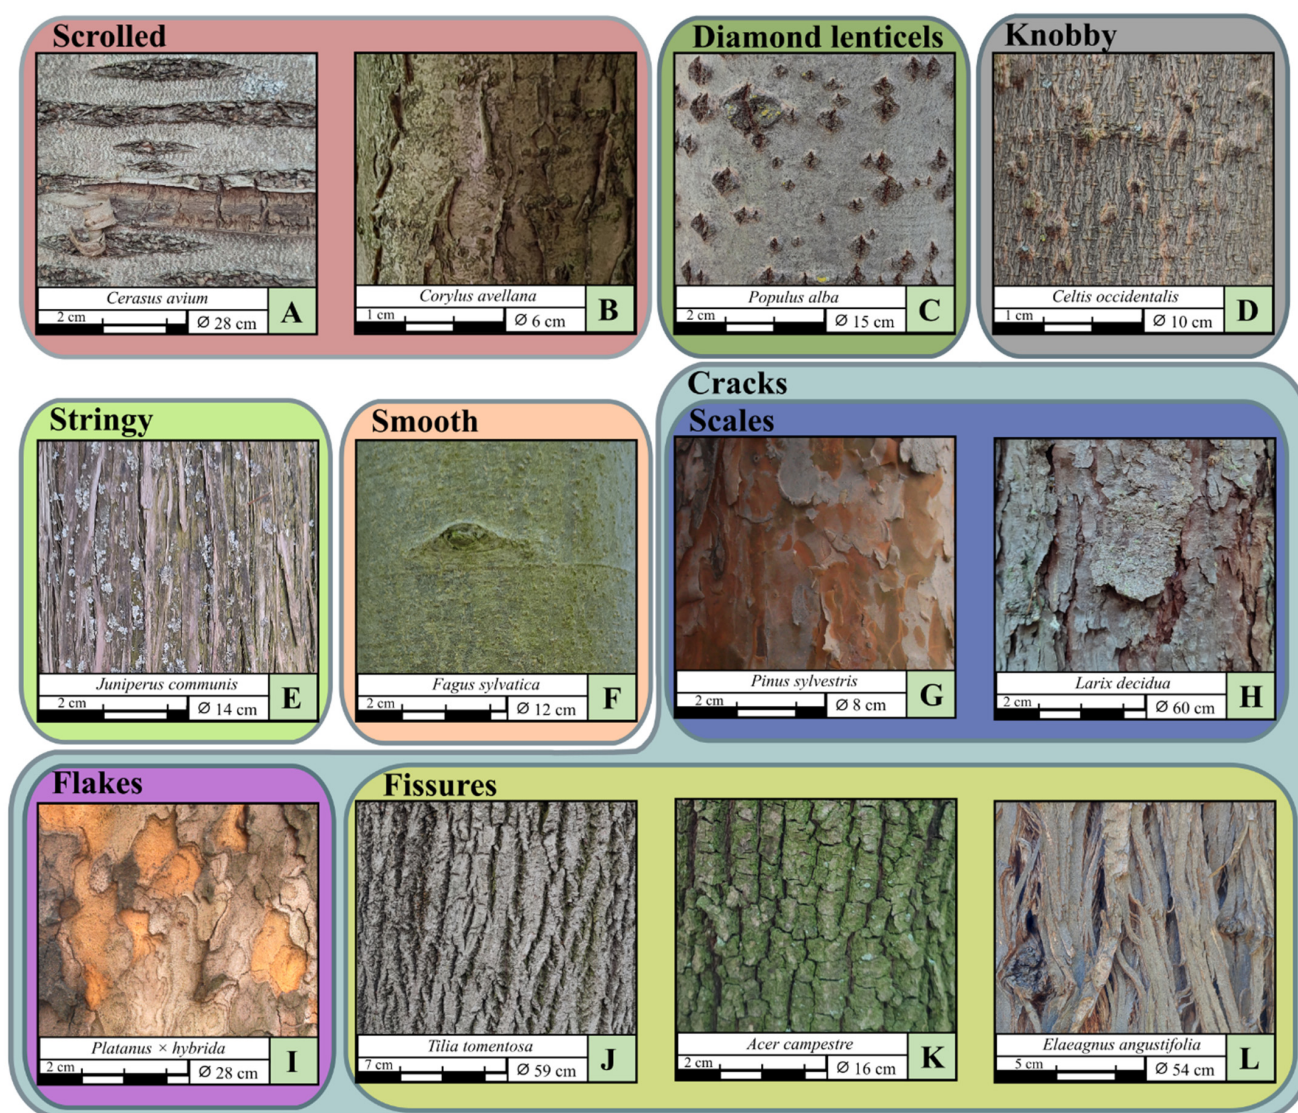 Scrolled
Diamond lenticels
Knobby
Cerasus avium
2 cm
Ø 28 cm
A
Corylus avellana
1 cm
Ø 6 cm
B
Populus alba
2 cm
Ø 15 cm
C
Celtis occidentalis
1 cm
Ø 10 cm
D
Cracks
Stringy
Smooth
Scales
Juniperus communis
2 cm
Ø 14 cm
E
Fagus sylvatica
2 cm
Ø 12 cm
F
Pinus sylvestris
2 cm
Ø 8 cm
G
Larix decidua
2 cm
Ø 60 cm
H
Flakes
Fissures
Platanus × hybrida
2 cm
Ø 28 cm
I
Tilia tomentosa
7 cm
Ø 59 cm
J
Acer campestre
2 cm
Ø 16 cm
K
Elaeagnus angustifolia
5 cm
Ø 54 cm
L